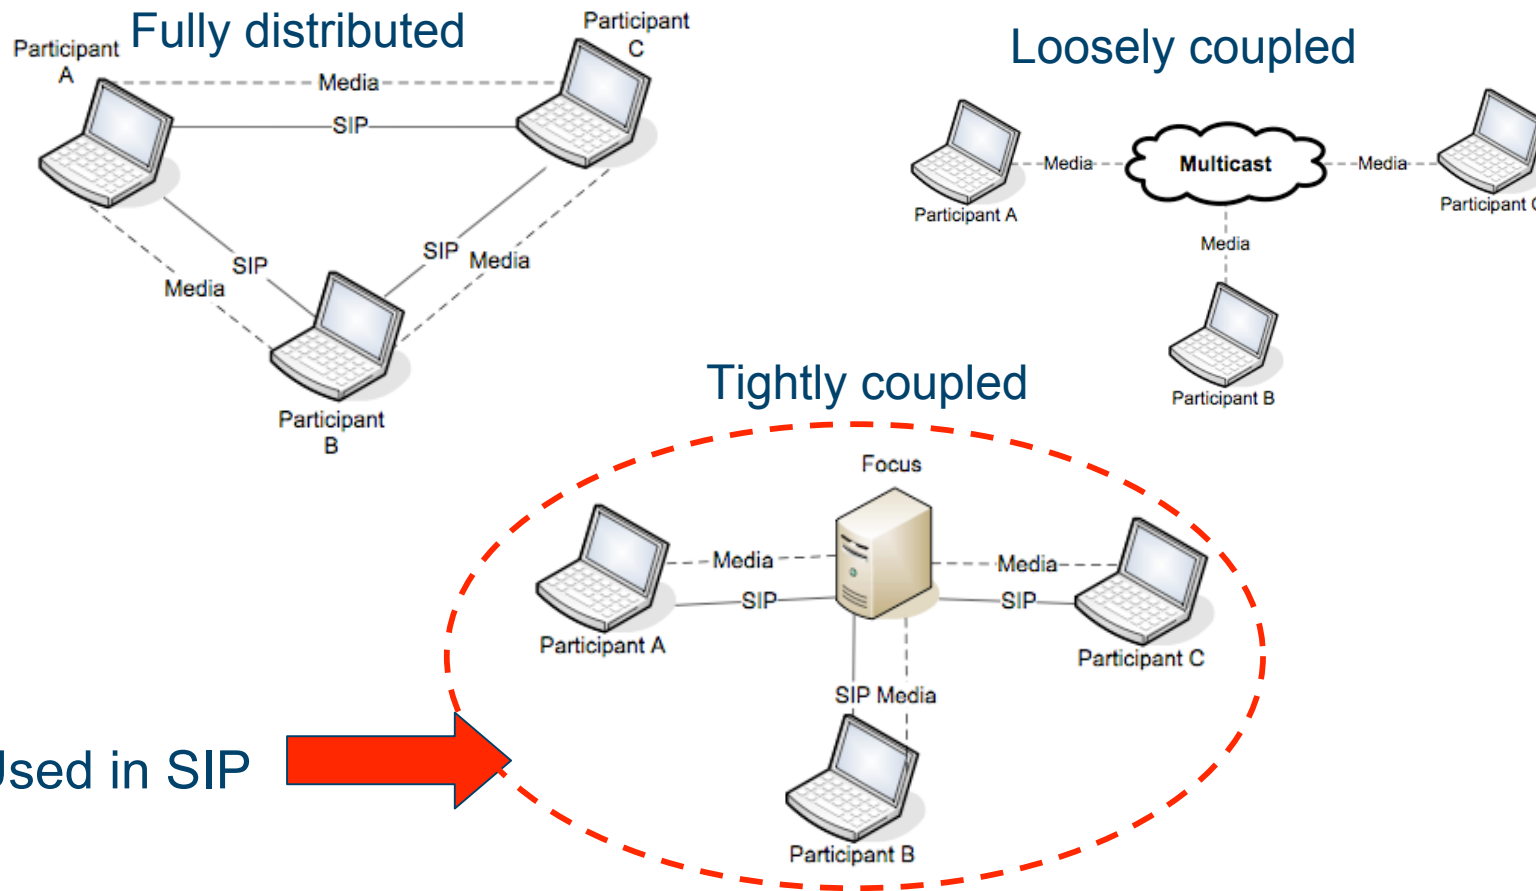 Fully distributed
Participant
A
Participant
C
Media
SIP
SIP
Media
SIP
Media
Participant
B
Loosely coupled
Media
Multicast
Media
Participant A
Participant C
Media
Participant B
Tightly coupled
Focus
Media
Media
SIP
SIP
Participant A
Participant C
SIP Media
Participant B
Used in SIP